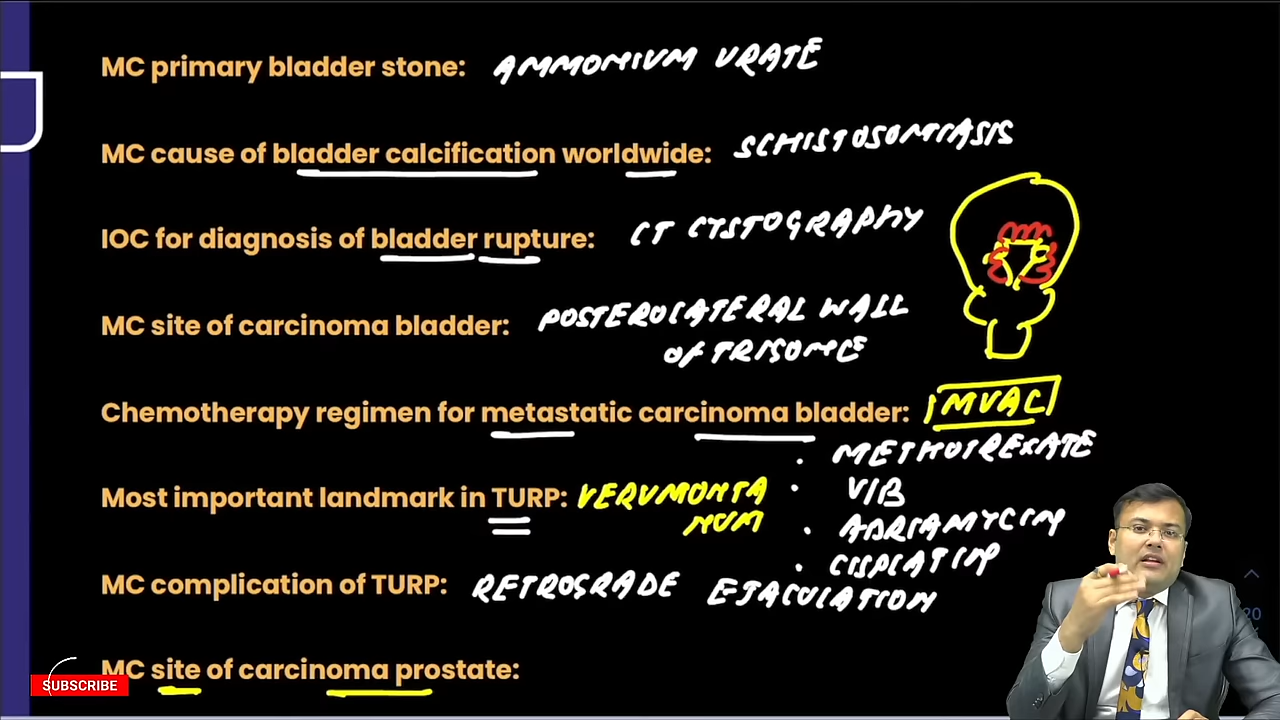 MC primary bladder stone: AMMONIUM URATE
MC cause of bladder calcification worldwide: SCHISTOSOMIASIS
IOC for diagnosis of bladder rupture: CT CYSTOGRAPHY
MC site of carcinoma bladder: POSTEROLATERAL WALL
of TRIGONE
Chemotherapy regimen for metastatic carcinoma bladder: MVAC
. METHOTREXATE
Most important landmark in TURP: VERUMONTA
. VIB
NUM
. ADRIAMYCIN
. CISPLATIN
MC complication of TURP: RETROGRADE EJACULATION
20
MC site of carcinoma prostate:
SUBSCRIBE